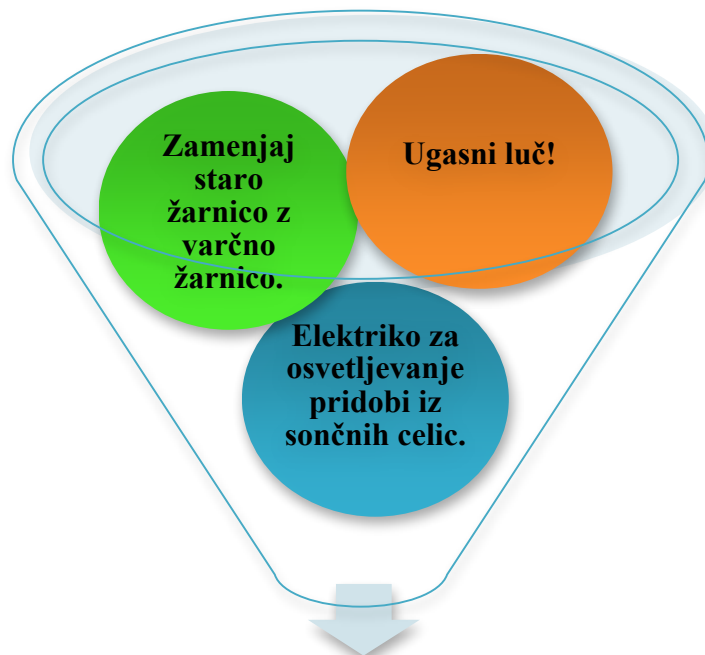 Zamenjaj
staro
žarnico z
varčno
žarnico.
Ugasni luč!
Elektriko za
osvetljevanje
pridobi iz
sončnih celic.